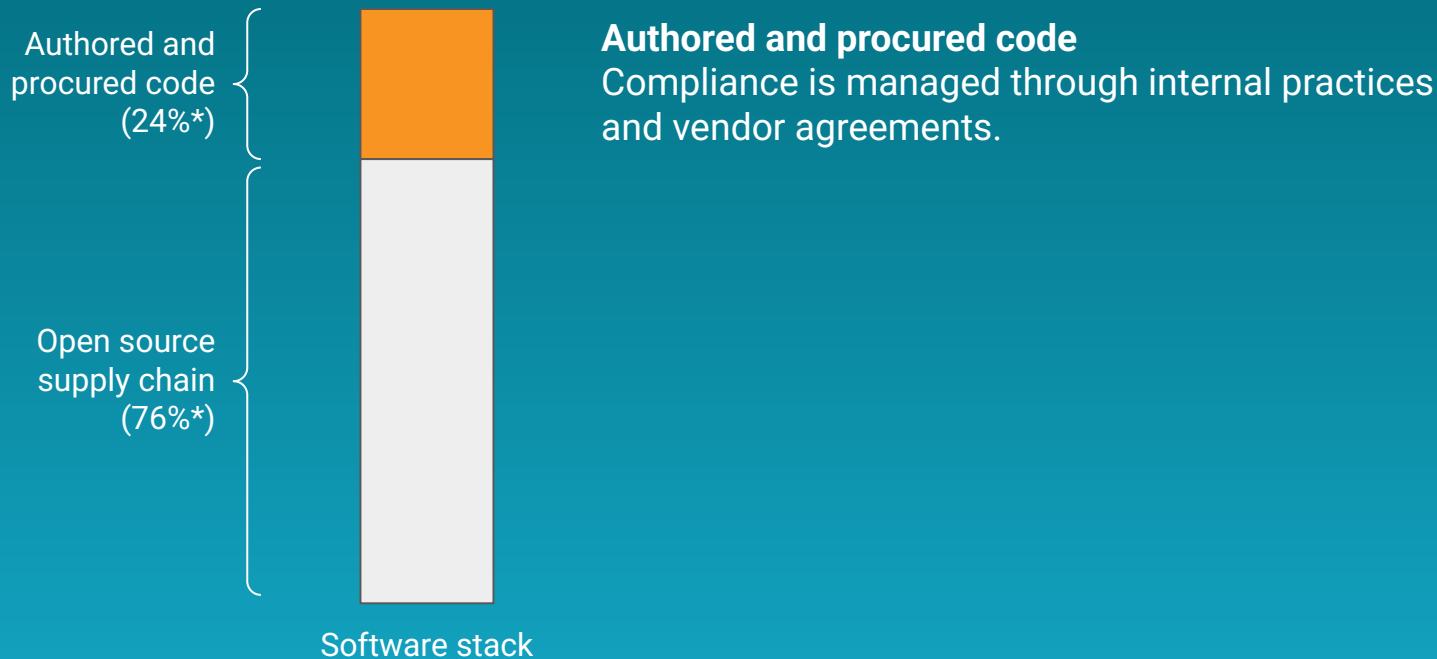 Authored and
procured code
(24%*)
Open source
supply chain
(76%*)
Software stack
Authored and procured code
Compliance is managed through internal practices
and vendor agreements.